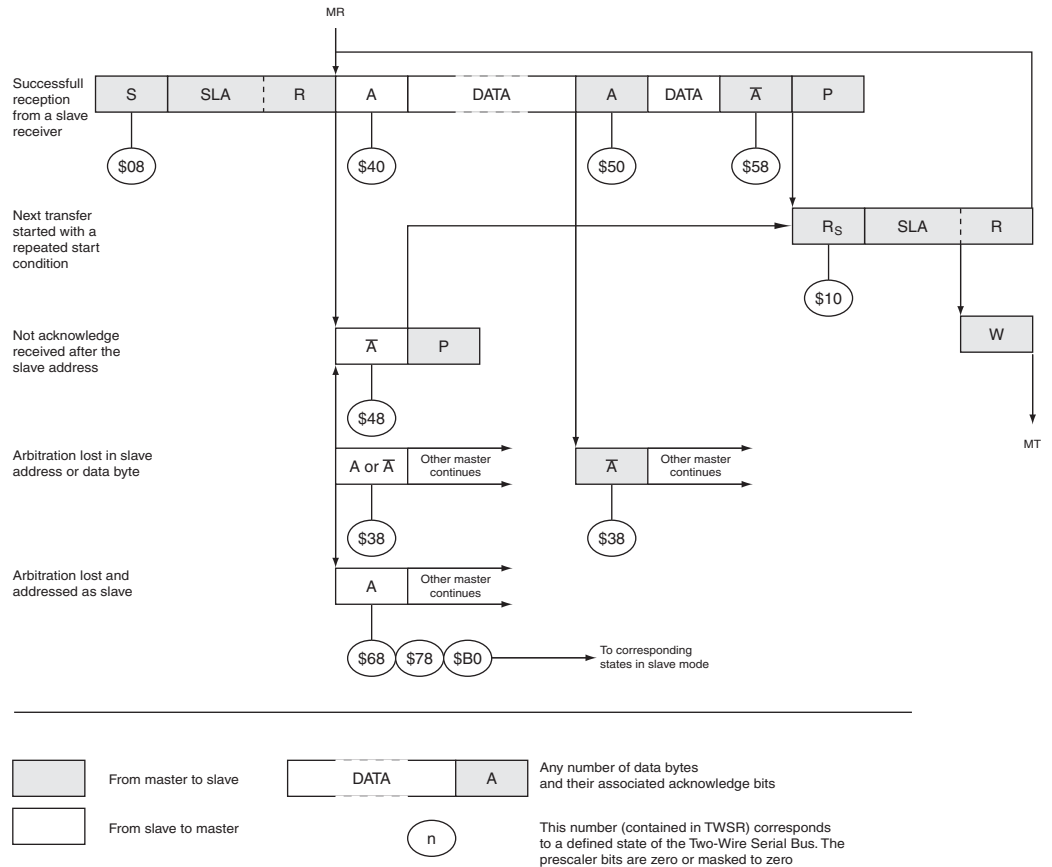 MR
Successfull
reception
from a slave
receiver
S SLA R A DATA A DATA A̅ P
$08 $40 $50 $58
Next transfer
started with a
repeated start
condition
RS SLA R
$10
Not acknowledge
received after the
slave address
A̅ P
W
$48
MT
Arbitration lost in slave
address or data byte
A or A̅ Other master
continues
A̅ Other master
continues
$38 $38
Arbitration lost and
addressed as slave
A Other master
continues
$68 $78 $B0
To corresponding
states in slave mode
From master to slave
DATA A
Any number of data bytes
and their associated acknowledge bits
From slave to master
n
This number (contained in TWSR) corresponds
to a defined state of the Two-Wire Serial Bus. The
prescaler bits are zero or masked to zero